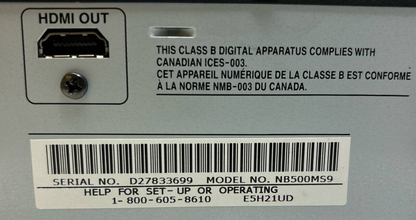 HDMI OUT
THIS CLASS B DIGITAL APPARATUS COMPLIES WITH
CANADIAN ICES-003.
CET APPAREIL NUMÉRIQUE DE LA CLASSE B EST CONFORME
À LA NORME NMB-003 DU CANADA.
SERIAL NO. D27833699 MODEL NO. NB500MS9
HELP FOR SET-UP OR OPERATING
1-800-605-8610 E5H21UD